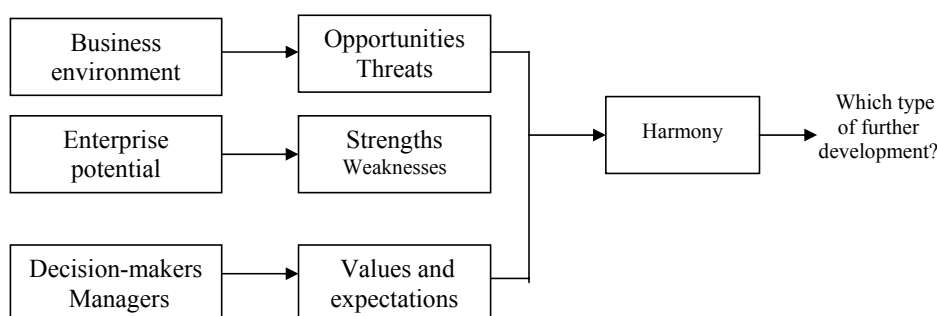 Business
environment
Opportunities
Threats
Enterprise
potential
Strengths
Weaknesses
Decision-makers
Managers
Values and
expectations
Harmony
Which type
of further
development?